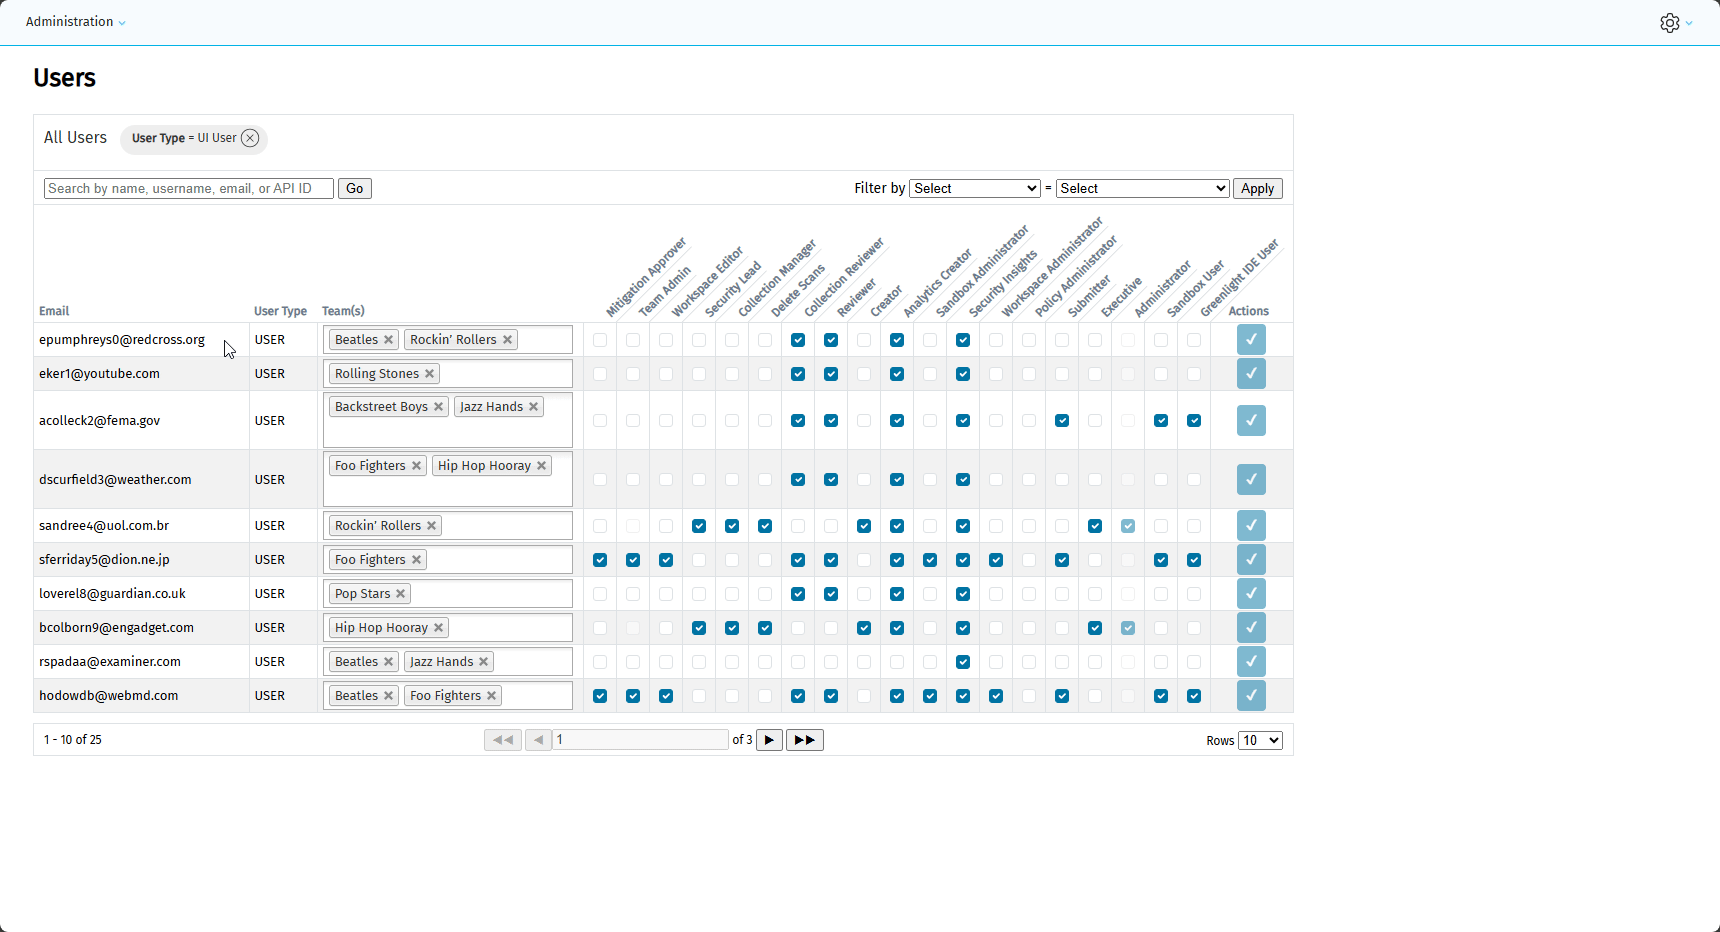 Administration
Users
All Users User Type = UI User
Search by name, username, email, or API ID Go Filter by Select = Select Apply
Email User Type Team(s) Mitigation Approver Team Admin Workspace Editor Security Lead Collection Manager Delete Scans Collection Reviewer Reviewer Creator Analytics Creator Sandbox Administrator Security Insights Workspace Administrator Policy Administrator Submitter Executive Administrator Sandbox User Greenlight IDE User Actions
epumphreys0@redcross.org USER Beatles Rockin’ Rollers
eker1@youtube.com USER Rolling Stones
acolleck2@fema.gov USER Backstreet Boys Jazz Hands
dscurfield3@weather.com USER Foo Fighters Hip Hop Hooray
sandree4@uol.com.br USER Rockin’ Rollers
sferriday5@dion.ne.jp USER Foo Fighters
loverel8@guardian.co.uk USER Pop Stars
bcolborn9@engadget.com USER Hip Hop Hooray
rspadaa@examiner.com USER Beatles Jazz Hands
hodowdb@webmd.com USER Beatles Foo Fighters
1 - 10 of 25 1 of 3 Rows 10